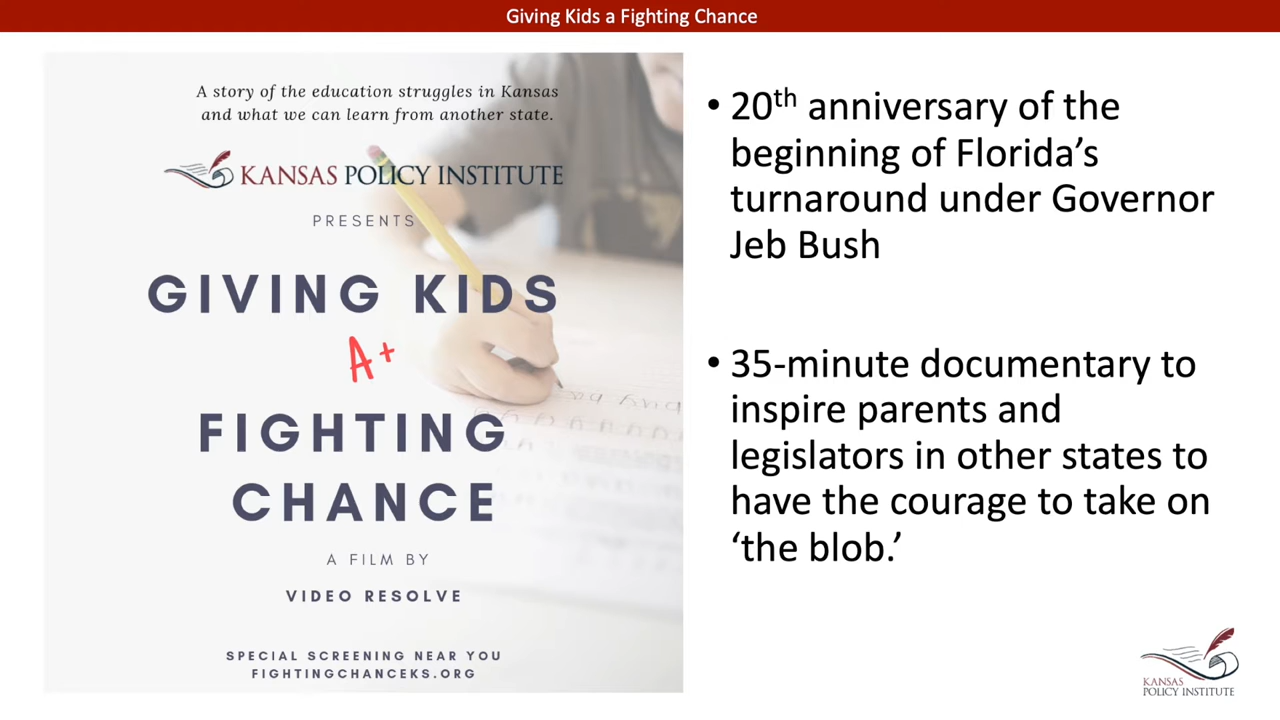 Giving Kids a Fighting Chance
A story of the education struggles in Kansas
and what we can learn from another state.
KANSAS POLICY INSTITUTE
PRESENTS
GIVING KIDS
A+
FIGHTING
CHANCE
A FILM BY
VIDEO RESOLVE
SPECIAL SCREENING NEAR YOU
FIGHTINGCHANCEKS.ORG
• 20th anniversary of the
beginning of Florida’s
turnaround under Governor
Jeb Bush
• 35-minute documentary to
inspire parents and
legislators in other states to
have the courage to take on
‘the blob.’
KANSAS
POLICY INSTITUTE